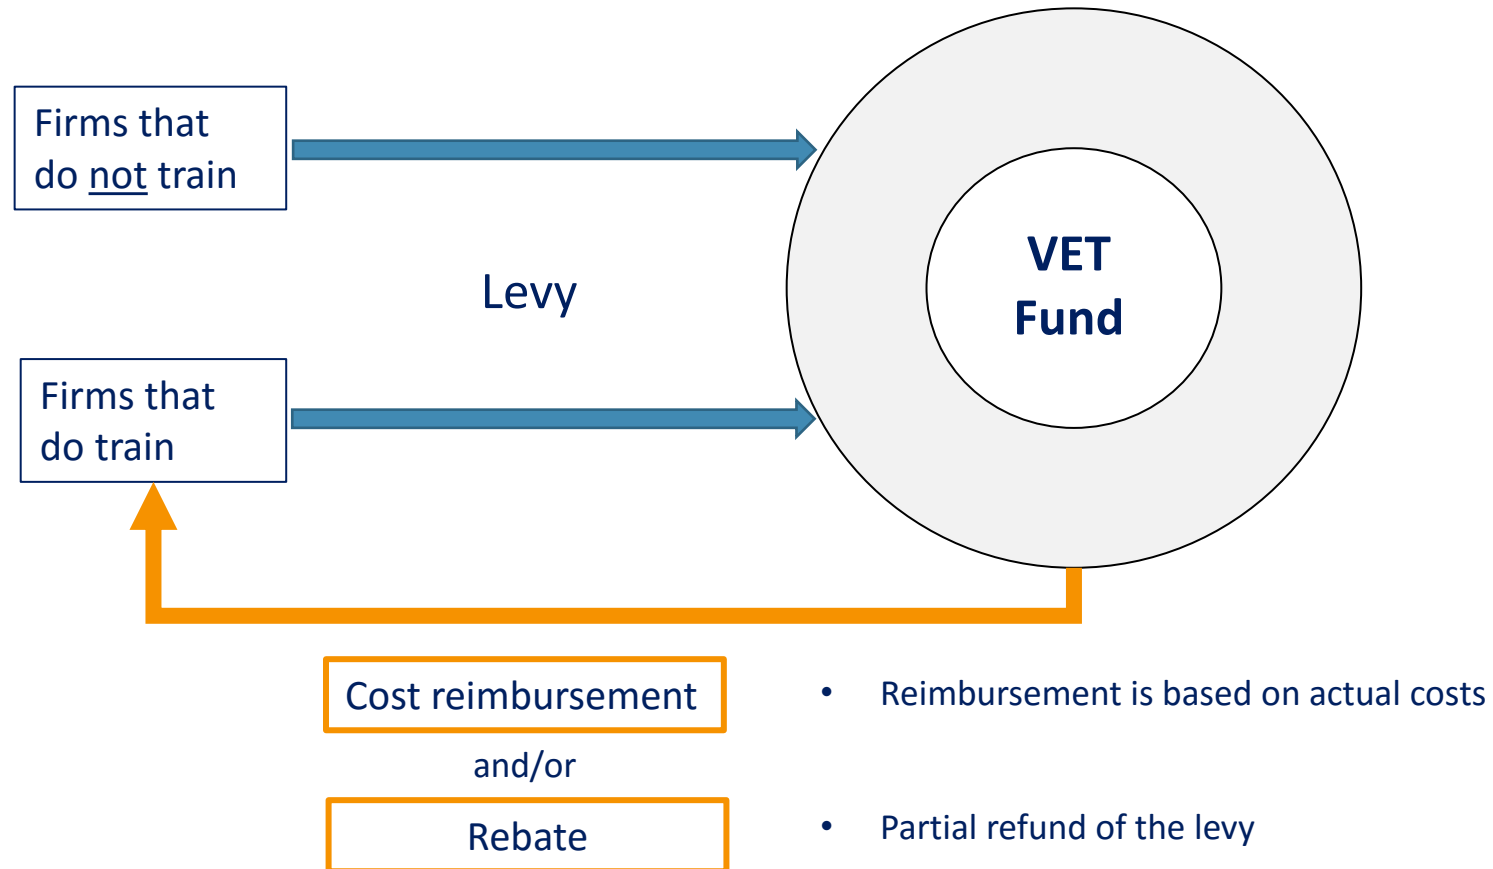 Firms that
do not train
Levy
VET
Fund
Firms that
do train
Cost reimbursement
• Reimbursement is based on actual costs
and/or
Rebate
• Partial refund of the levy